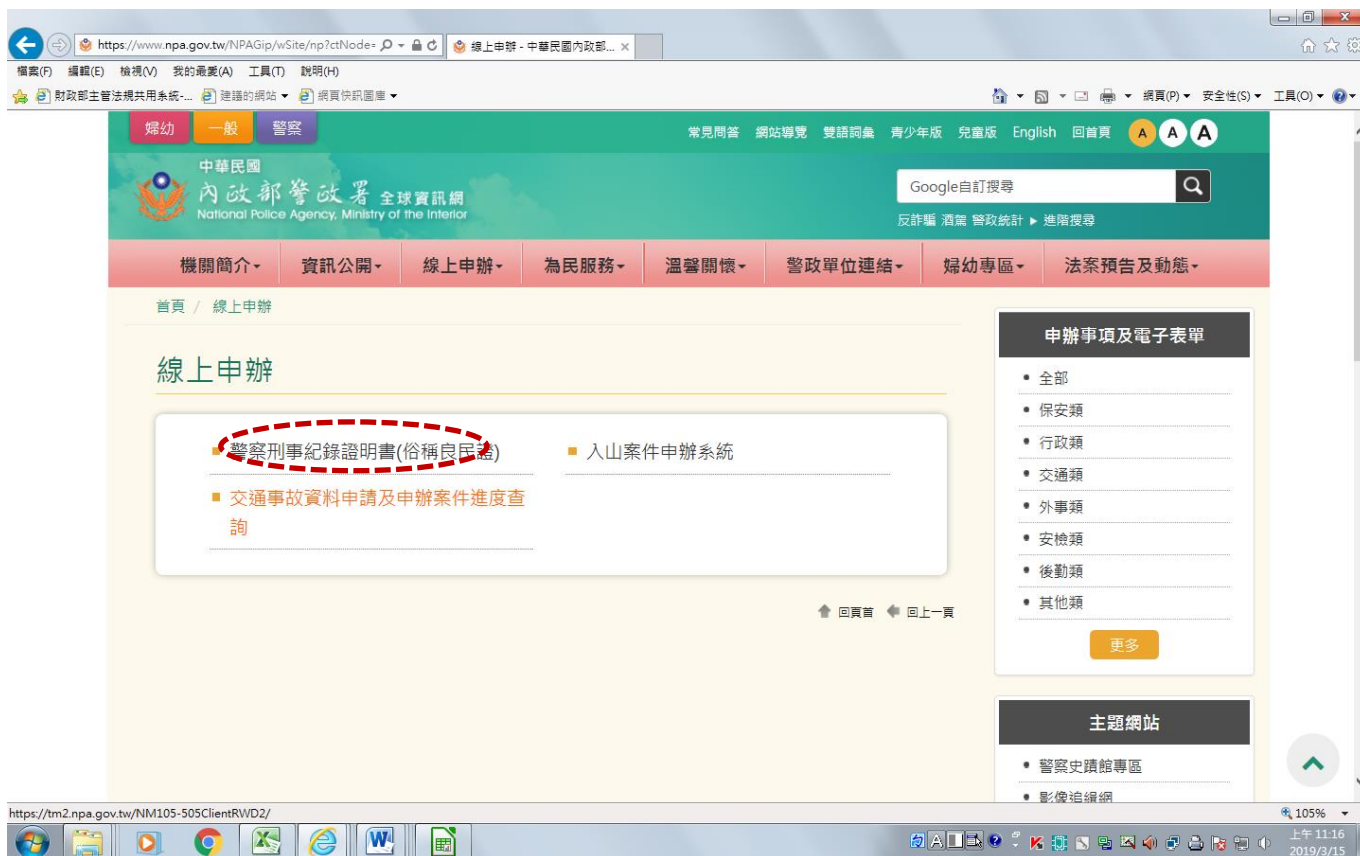 https://www.npa.gov.tw/NPAGip/wSite/np?ctNode=
線上申辦 - 中華民國內政部...
檔案(F) 編輯(E) 檢視(V) 我的最愛(A) 工具(T) 說明(H)
財政部主管法規共用系統-... 建議的網站 網頁快訊圖庫
網頁(P) 安全性(S) 工具(O)
婦幼 一般 警察
常見問答 網站導覽 雙語詞彙 青少年版 兒童版 English 回首頁 A A A
中華民國
內政部警政署 全球資訊網
National Police Agency, Ministry of the Interior
Google自訂搜尋
反詐騙 酒駕 警政統計 ▶ 進階搜尋
機關簡介 資訊公開 線上申辦 為民服務 溫馨關懷 警政單位連結 婦幼專區 法案預告及動態
首頁 / 線上申辦
線上申辦
警察刑事紀錄證明書(俗稱良民證)
入山案件申辦系統
交通事故資料申請及申辦案件進度查
詢
回頁首 回上一頁
申辦事項及電子表單
全部
保安類
行政類
交通類
外事類
安檢類
後勤類
其他類
更多
主題網站
警察史蹟館專區
影像追緝網
https://tm2.npa.gov.tw/NM105-505ClientRWD2/
105%
上午 11:16
2019/3/15